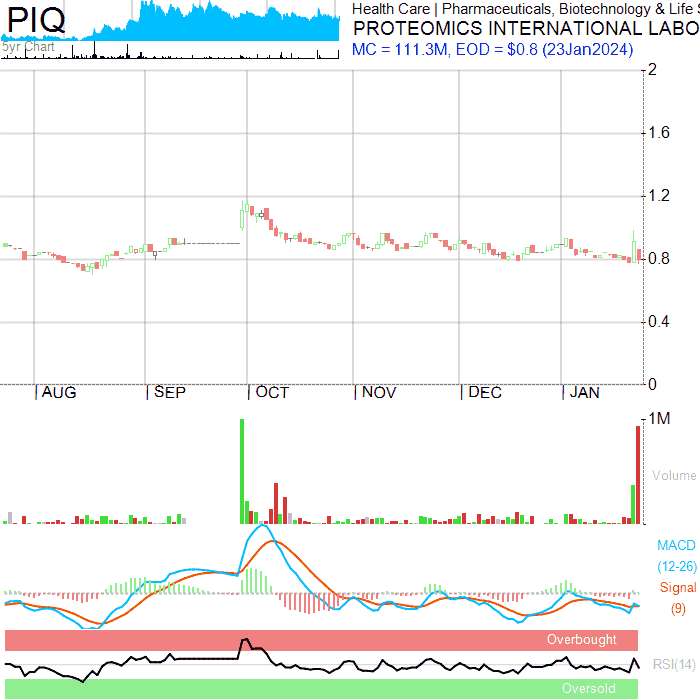 PIQ
5yr Chart
Health Care | Pharmaceuticals, Biotechnology & Life S
PROTEOMICS INTERNATIONAL LABO
MC = 111.3M, EOD = $0.8 (23Jan2024)
2
1.6
1.2
0.8
0.4
0
| AUG | SEP | OCT | NOV | DEC | JAN
1M
Volume
MACD
(12-26)
Signal
(9)
Overbought
RSI(14)
Oversold